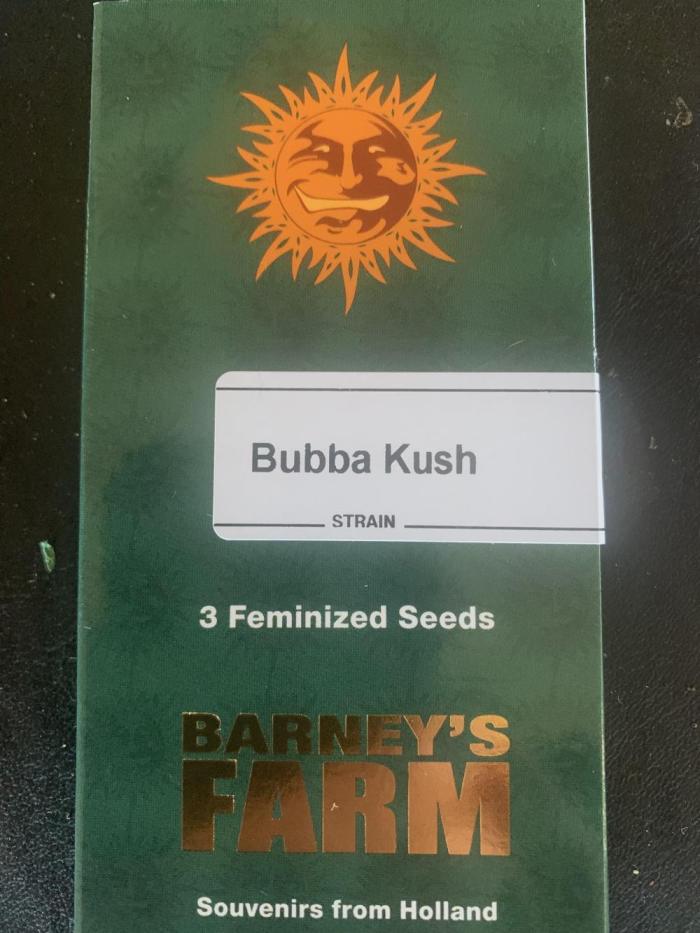 Bubba Kush
STRAIN
3 Feminized Seeds
BARNEY'S
FARM
Souvenirs from Holland